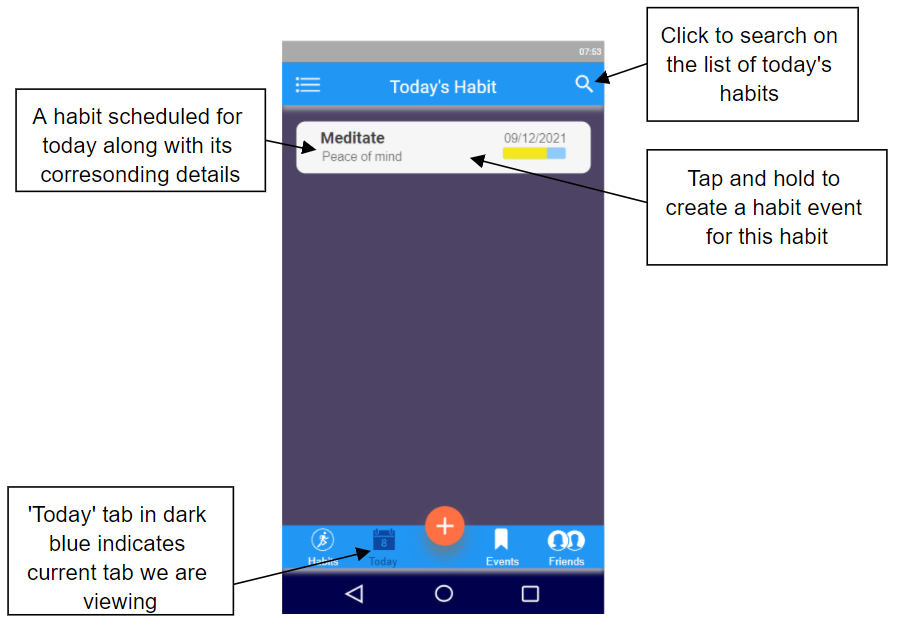 Click to search on
the list of today's
habits
07:53
Today's Habit
A habit scheduled for
today along with its
corresonding details
Meditate
09/12/2021
Peace of mind
Tap and hold to
create a habit event
for this habit
'Today' tab in dark
blue indicates
current tab we are
viewing
8
Habits
Today
Events
Friends